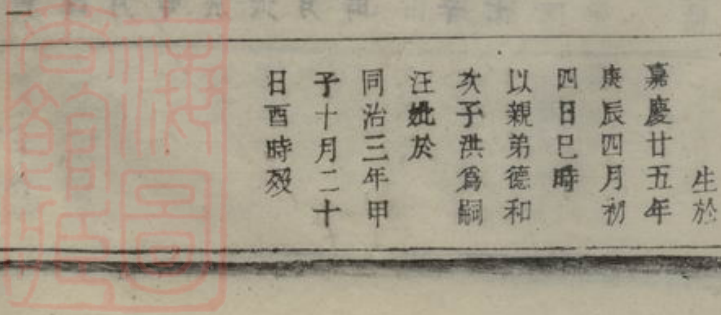 生於
嘉慶廿五年
庚辰四月初
四日巳時
以親弟德和
次子洪爲嗣
汪妣於
同治三年甲
子十月二十
日酉時歿